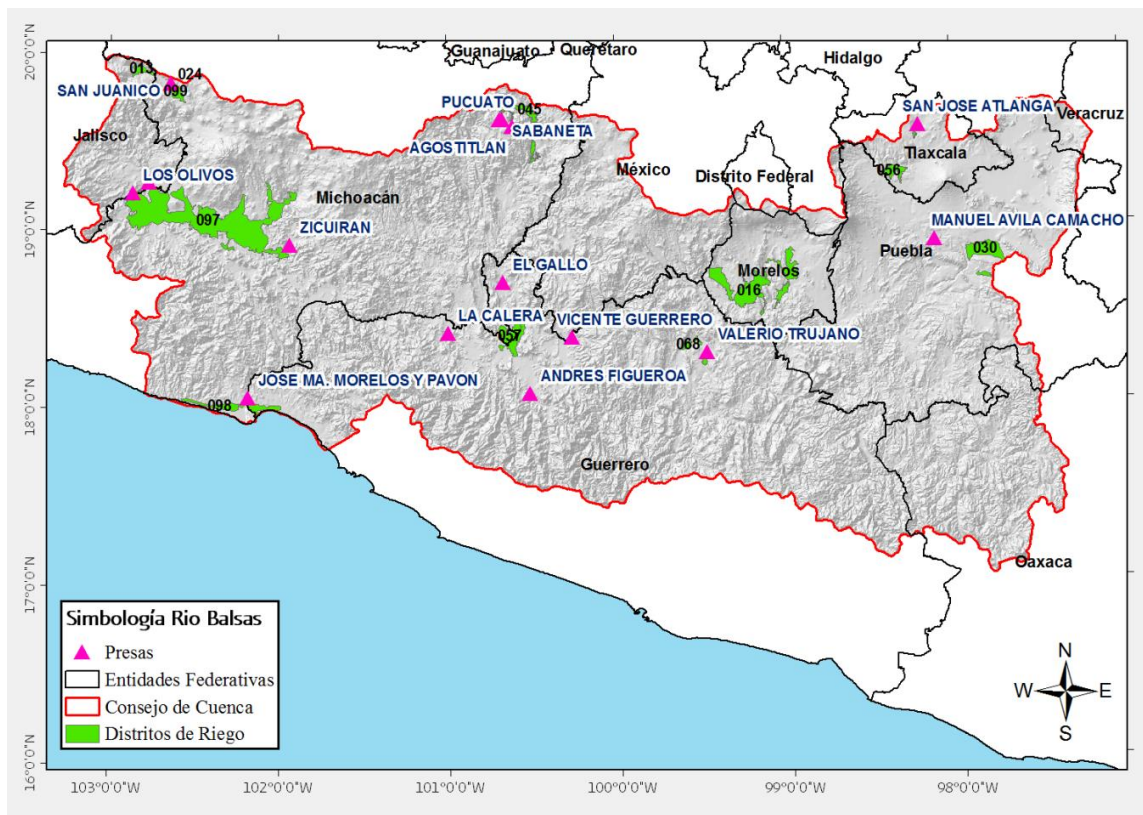 20°0'0"N
19°0'0"N
18°0'0"N
17°0'0"N
16°0'0"N
103°0'0"W
102°0'0"W
101°0'0"W
100°0'0"W
99°0'0"W
98°0'0"W
Guanajuato
Querétaro
Hidalgo
013
024
SAN JUANICO
099
Jalisco
PUCUATO
045
SABANETA
AGOSTITLAN
México
Distrito Federal
SAN JOSE ATLANGA
Veracruz
Tlaxcala
056
LOS OLIVOS
Michoacán
097
ZICUIRAN
MANUEL AVILA CAMACHO
Puebla
030
EL GALLO
Morelos
016
LA CALERA
057
VICENTE GUERRERO
VALERIO TRUJANO
068
JOSE MA. MORELOS Y PAVON
ANDRES FIGUEROA
098
Guerrero
Oaxaca
Simbología Rio Balsas
Presas
Entidades Federativas
Consejo de Cuenca
Distritos de Riego
N
W
E
S